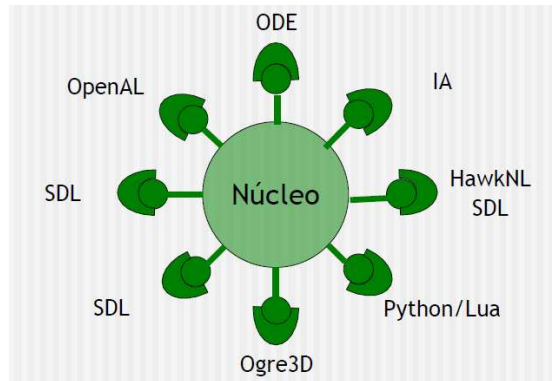 ODE
OpenAL
IA
SDL
Núcleo
HawkNL
SDL
SDL
Python/Lua
Ogre3D